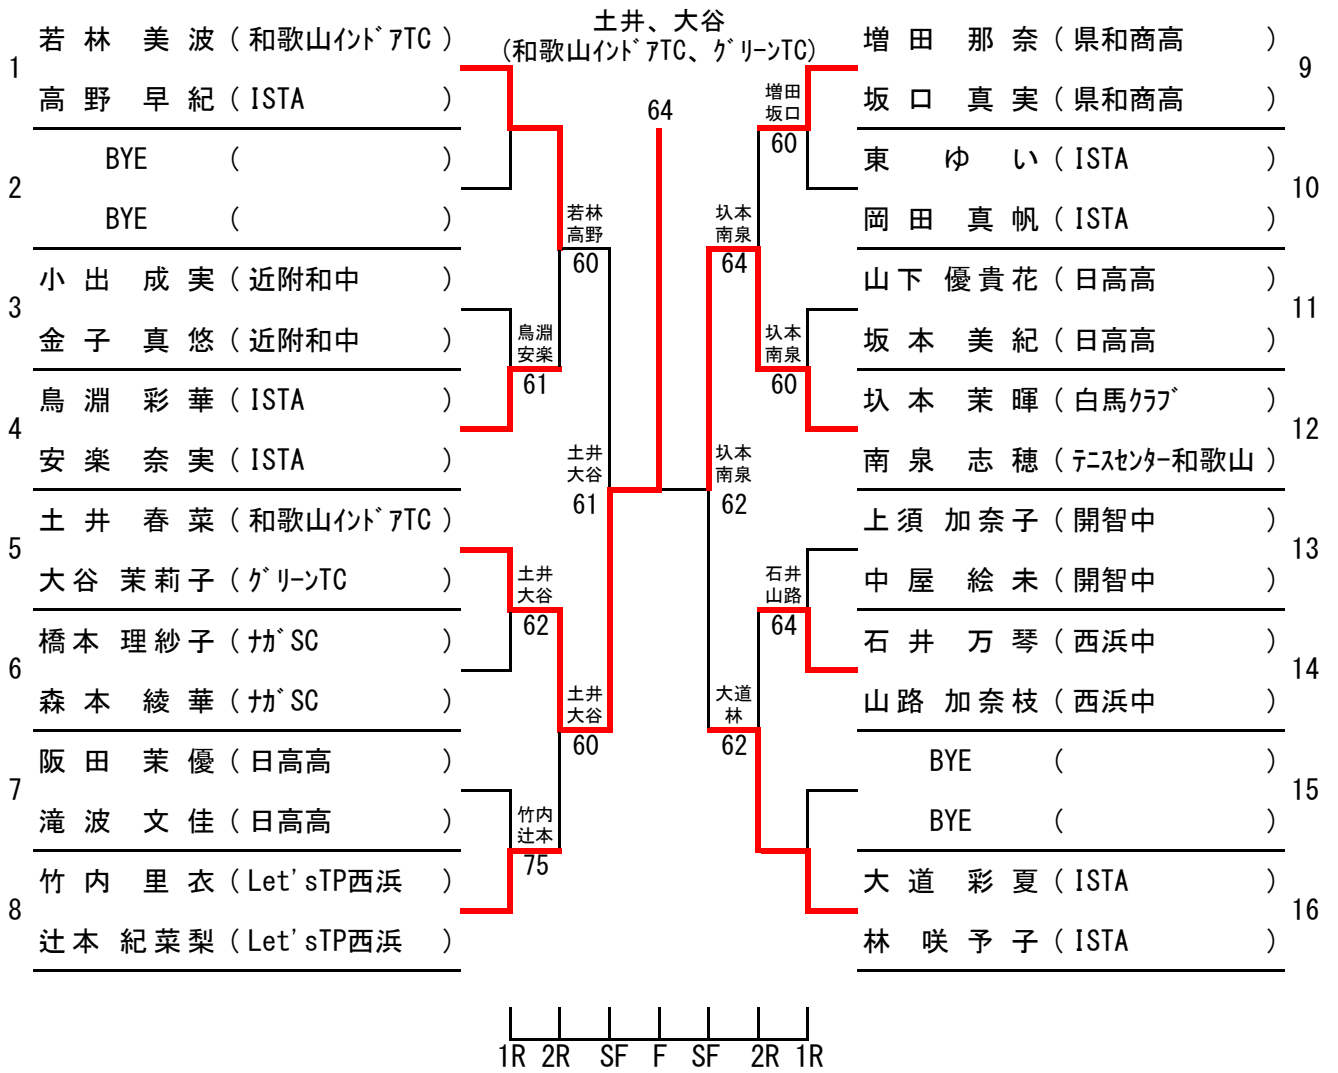 土井、大谷
(和歌山インドアTC、グリーンTC)
64
1
若林 美波 ( 和歌山インドアTC )
高野 早紀 ( ISTA )
2
BYE ( )
BYE ( )
3
小出 成実 ( 近附和中 )
金子 真悠 ( 近附和中 )
4
鳥淵 彩華 ( ISTA )
安楽 奈実 ( ISTA )
5
土井 春菜 ( 和歌山インドアTC )
大谷 茉莉子 ( グリーンTC )
6
橋本 理紗子 ( ナガSC )
森本 綾華 ( ナガSC )
7
阪田 茉優 ( 日高高 )
滝波 文佳 ( 日高高 )
8
竹内 里衣 ( Let'sTP西浜 )
辻本 紀菜梨 ( Let'sTP西浜 )
鳥淵
安楽
61
土井
大谷
62
竹内
辻本
75
若林
高野
60
土井
大谷
60
土井
大谷
61
圦本
南泉
62
圦本
南泉
64
大道
林
62
増田
坂口
60
圦本
南泉
60
石井
山路
64
増田 那奈 ( 県和商高 )
坂口 真実 ( 県和商高 )
9
東 ゆい ( ISTA )
岡田 真帆 ( ISTA )
10
山下 優貴花 ( 日高高 )
坂本 美紀 ( 日高高 )
11
圦本 茉暉 ( 白馬クラブ )
南泉 志穂 ( テニスセンター和歌山 )
12
上須 加奈子 ( 開智中 )
中屋 絵未 ( 開智中 )
13
石井 万琴 ( 西浜中 )
山路 加奈枝 ( 西浜中 )
14
BYE ( )
BYE ( )
15
大道 彩夏 ( ISTA )
林 咲予子 ( ISTA )
16
1R 2R SF F SF 2R 1R